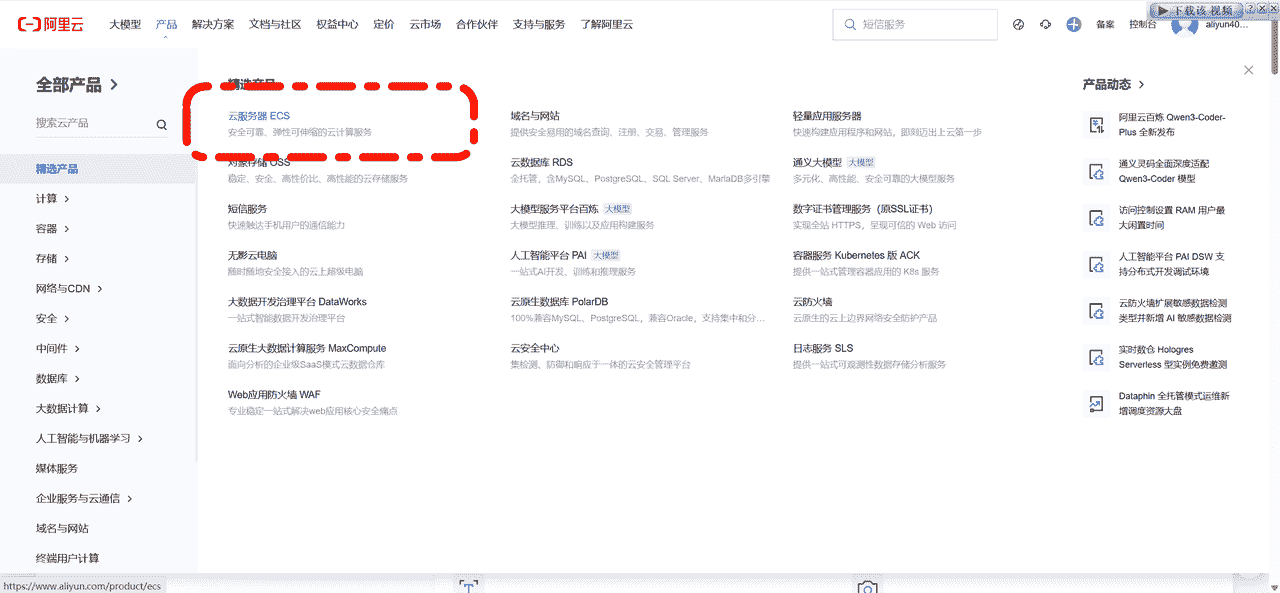 阿里云
大模型
产品
解决方案
文档与社区
权益中心
定价
云市场
合作伙伴
支持与服务
了解阿里云
短信服务
备案
控制台
下载该视频
aliyun40...
全部产品
搜索云产品
精选产品
计算
容器
存储
网络与CDN
安全
中间件
数据库
大数据计算
人工智能与机器学习
媒体服务
企业服务与云通信
域名与网站
终端用户计算
精选产品
云服务器 ECS
安全可靠、弹性可伸缩的云计算服务
对象存储 OSS
稳定、安全、高性价比、高性能的云存储服务
短信服务
快速触达手机用户的通信能力
无影云电脑
随时随地安全接入的云上超级电脑
大数据开发治理平台 DataWorks
一站式智能数据开发治理平台
云原生大数据计算服务 MaxCompute
面向分析的企业级SaaS模式云数据仓库
Web应用防火墙 WAF
专业稳定一站式解决web应用核心安全痛点
域名与网站
提供安全易用的域名查询、注册、交易、管理服务
云数据库 RDS
全托管，含MySQL、PostgreSQL、SQL Server、MariaDB多引擎
大模型服务平台百炼 大模型
大模型推理、训练以及应用构建服务
人工智能平台 PAI 大模型
一站式AI开发、训练和推理服务
云原生数据库 PolarDB
100%兼容MySQL、PostgreSQL，兼容Oracle，支持集中和分...
云安全中心
集检测、防御和响应于一体的云安全管理平台
轻量应用服务器
快速构建应用程序和网站，即刻迈出上云第一步
通义大模型 大模型
多元化、高性能、安全可靠的大模型服务
数字证书管理服务（原SSL证书）
实现全站 HTTPS，呈现可信的 Web 访问
容器服务 Kubernetes 版 ACK
提供一站式管理容器应用的 K8s 服务
云防火墙
云原生的云上边界网络安全防护产品
日志服务 SLS
提供一站式可观测性数据存储分析服务
产品动态
阿里云百炼 Qwen3-Coder-
Plus 全新发布
通义灵码全面深度适配
Qwen3-Coder 模型
访问控制设置 RAM 用户最
大闲置时间
人工智能平台 PAI DSW 支
持分布式开发调试环境
云防火墙扩展敏感数据检测
类型并新增 AI 敏感数据检测
实时数仓 Hologres
Serverless 型实例免费邀测
Dataphin 全托管模式运维新
增调度资源大盘
https://www.aliyun.com/product/ecs